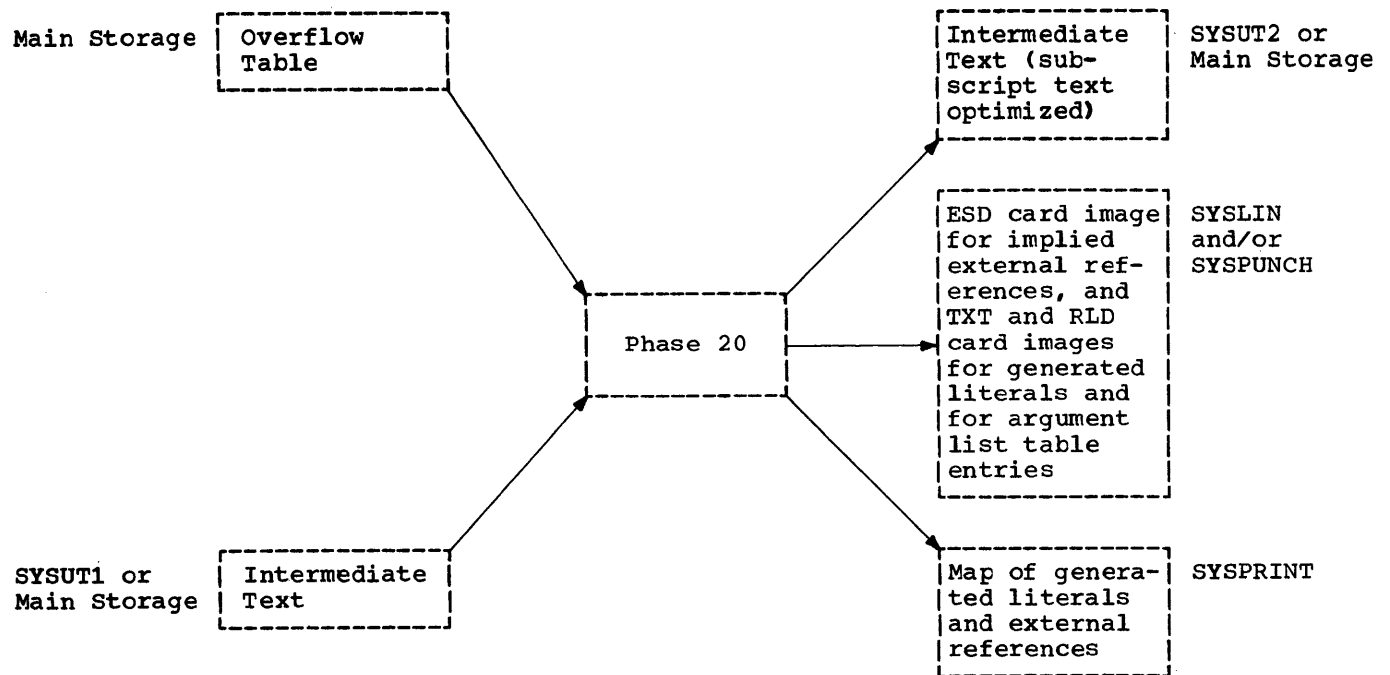 Main Storage
Overflow
Table
Intermediate
Text (sub-
script text
optimized)
SYSUT2 or
Main Storage
ESD card image
for implied
external ref-
erences, and
TXT and RLD
card images
for generated
literals and
for argument
list table
entries
SYSLIN
and/or
SYSPUNCH
Phase 20
SYSUT1 or
Main Storage
Intermediate
Text
Map of genera-
ted literals
and external
references
SYSPRINT